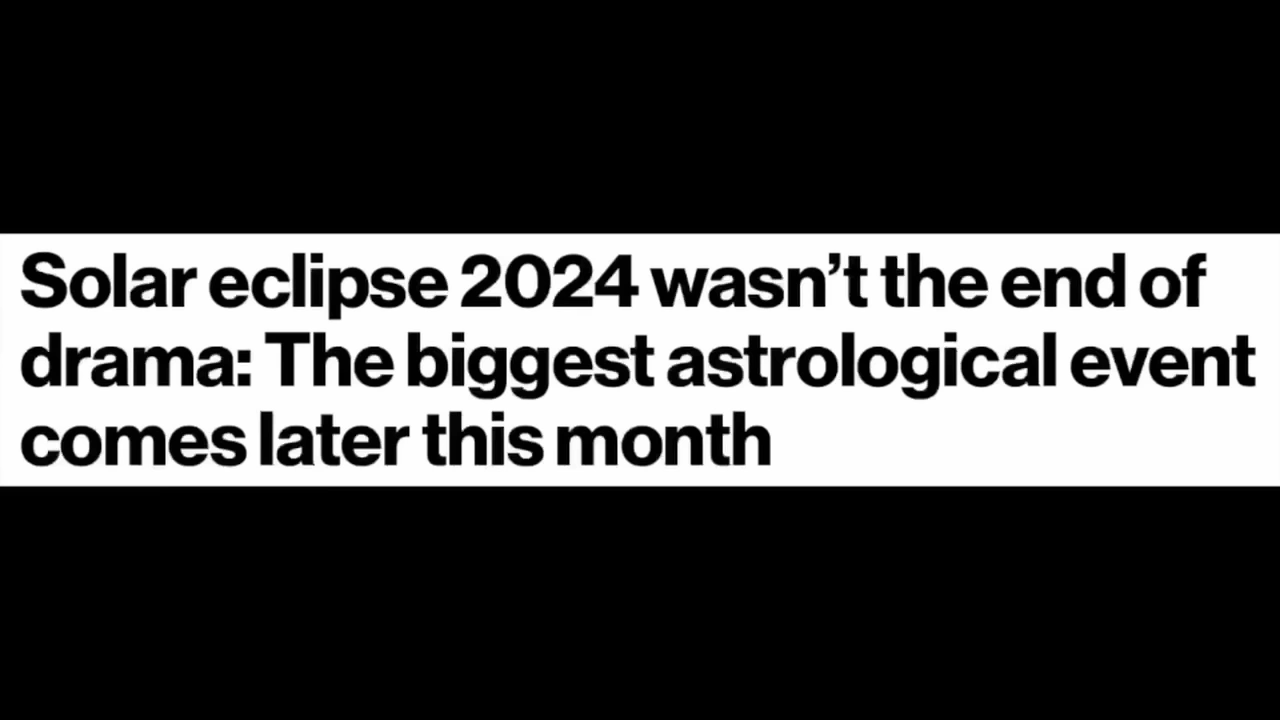 Solar eclipse 2024 wasn’t the end of
drama: The biggest astrological event
comes later this month